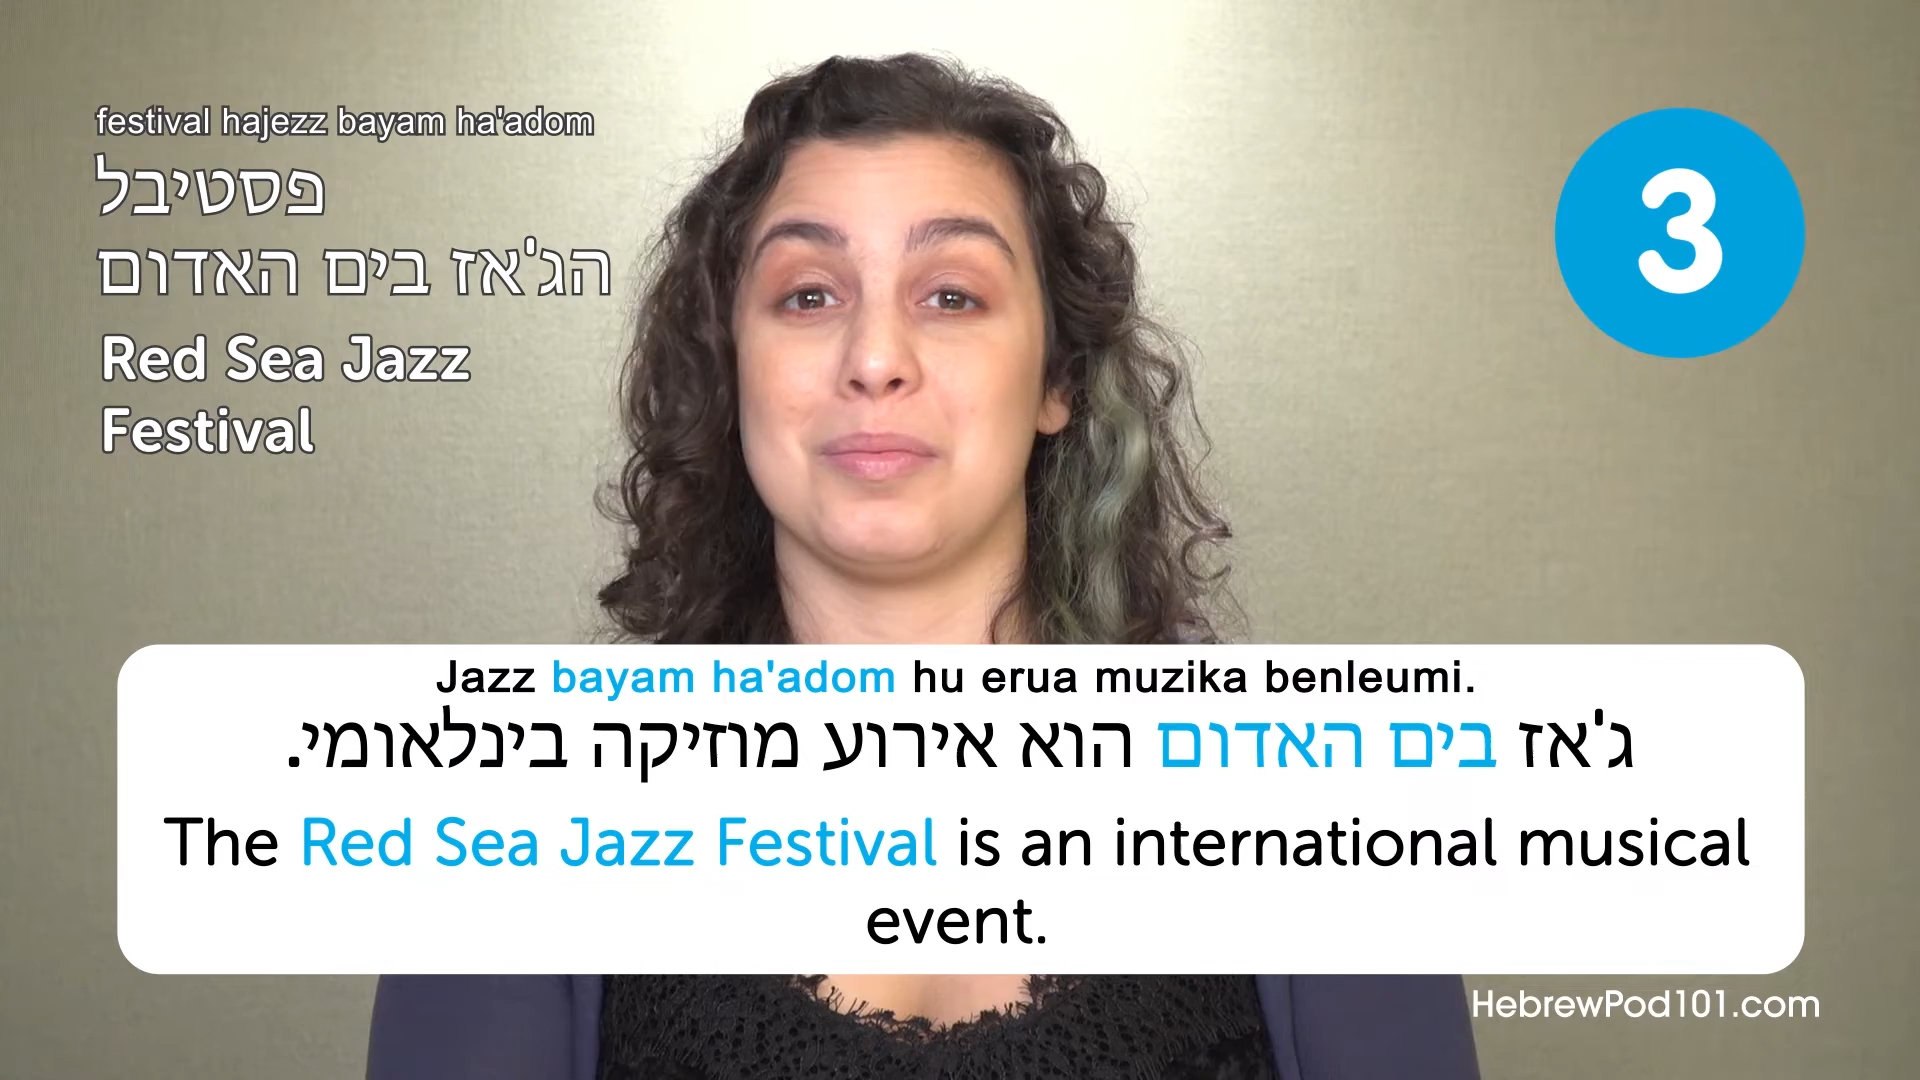 festival hajezz bayam ha'adom
פסטיבל
הג'אז בים האדום
Red Sea Jazz
Festival
3
Jazz bayam ha'adom hu erua muzika benleumi.
ג'אז בים האדום הוא אירוע מוזיקה בינלאומי.
The Red Sea Jazz Festival is an international musical
event.
HebrewPod101.com